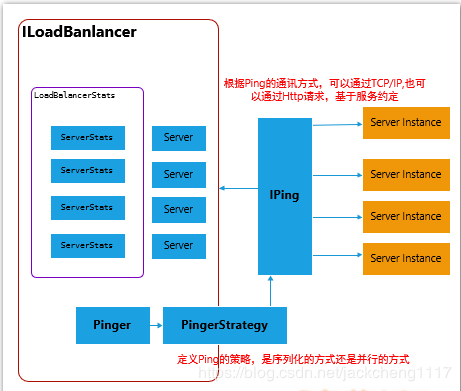 ILoadBanlancer
LoadBalancerStats
ServerStats
ServerStats
ServerStats
ServerStats
Server
Server
Server
Server
根据Ping的通讯方式，可以通过TCP/IP,也可
以通过Http请求，基于服务约定
IPing
Server Instance
Server Instance
Server Instance
Server Instance
Pinger
PingerStrategy
定义Ping的策略，是序列化的方式还是并行的方式
https://blog.csdn.net/jackcheng1117